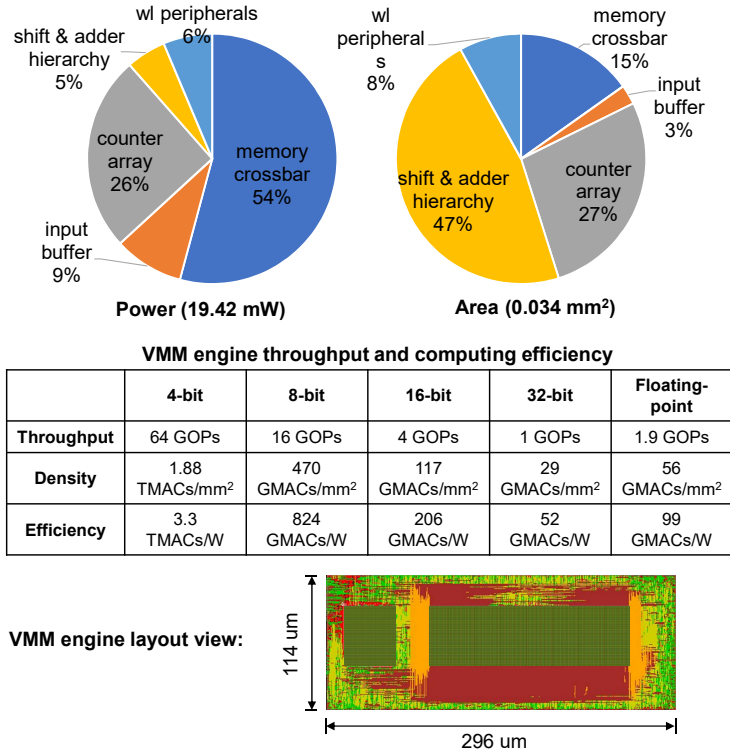 wl peripherals
6%
shift & adder
hierarchy
5%
counter
array
26%
memory
crossbar
54%
input
buffer
9%
Power (19.42 mW)
wl
peripheral
s
8%
memory
crossbar
15%
input
buffer
3%
shift & adder
hierarchy
47%
counter
array
27%
Area (0.034 mm²)
VMM engine throughput and computing efficiency
4-bit 8-bit 16-bit 32-bit Floating-point
Throughput 64 GOPs 16 GOPs 4 GOPs 1 GOPs 1.9 GOPs
Density 1.88 TMACs/mm² 470 GMACs/mm² 117 GMACs/mm² 29 GMACs/mm² 56 GMACs/mm²
Efficiency 3.3 TMACs/W 824 GMACs/W 206 GMACs/W 52 GMACs/W 99 GMACs/W
VMM engine layout view:
114 um
296 um